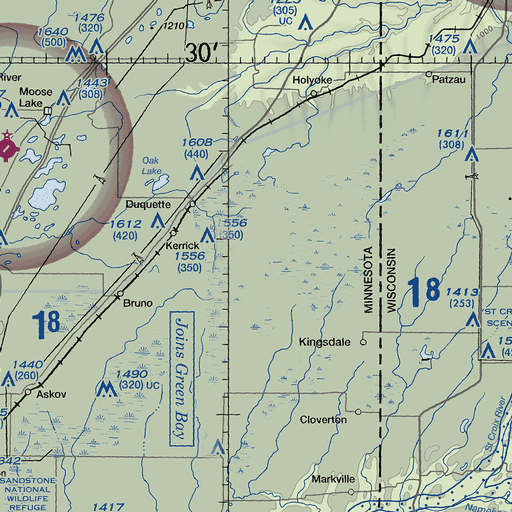 1476
(320)
1210
A
1225
(305)
UC
1475
(320)
1000
1640
(500)
30'
Holyoke
Patzau
River
Moose
Lake
1443
(308)
1611
(308)
1608
(440)
Oak
Lake
Duquette
1612
(420)
Kerrick
1556
(350)
556
(350)
MINNESOTA
WISCONSIN
Bruno
18
18
1413
(253)
ST CR
SCEN
Joins Green Bay
Kingsdale
1440
(260)
1490
(320) UC
Askov
Cloverton
St Croix River
SANDSTONE
NATIONAL
WILDLIFE
REFUGE
1417
Markville
Namek